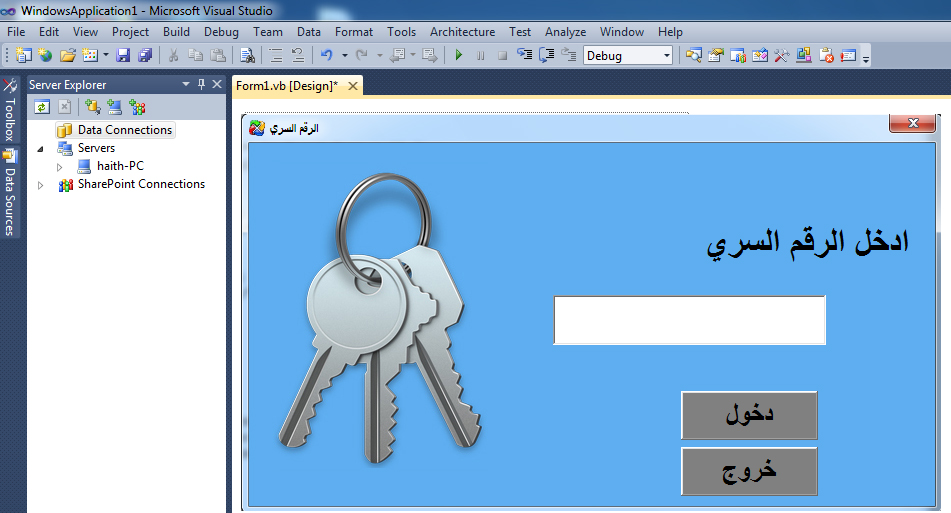 WindowsApplication1 - Microsoft Visual Studio
File Edit View Project Build Debug Team Data Format Tools Architecture Test Analyze Window Help
Debug
Toolbox
Data Sources
Server Explorer
Data Connections
Servers
haith-PC
SharePoint Connections
Form1.vb [Design]*
الرقم السري
ادخل الرقم السري
دخول
خروج